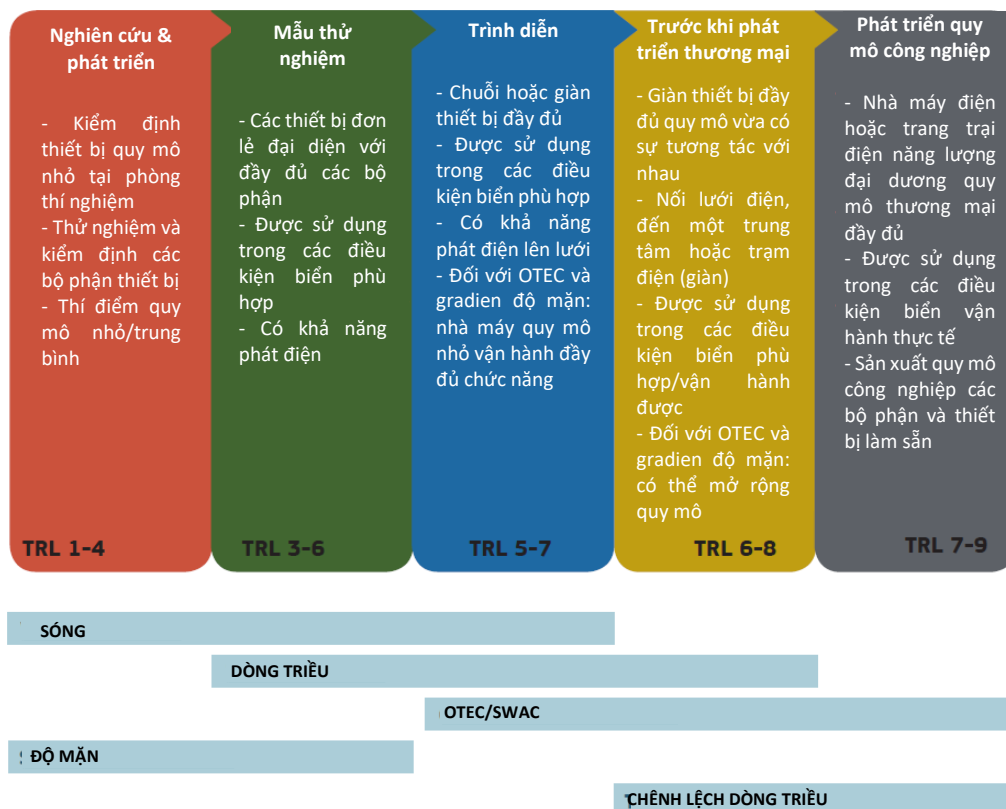 Nghiên cứu &
phát triển
- Kiểm định
thiết bị quy mô
nhỏ tại phòng
thí nghiệm
- Thử nghiệm và
kiểm định các
bộ phận thiết bị
- Thí điểm quy
mô nhỏ/trung
bình
TRL 1-4
Mẫu thử
nghiệm
- Các thiết bị đơn
lẻ đại diện với
đầy đủ các bộ
phận
- Được sử dụng
trong các điều
kiện biển phù
hợp
- Có khả năng
phát điện
TRL 3-6
Trình diễn
- Chuỗi hoặc giàn
thiết bị đầy đủ
- Được sử dụng
trong các điều
kiện biển phù hợp
- Có khả năng
phát điện lên lưới
- Đối với OTEC và
gradien độ mặn:
nhà máy quy mô
nhỏ vận hành đầy
đủ chức năng
TRL 5-7
Trước khi phát
triển thương mại
- Giàn thiết bị đầy
đủ quy mô vừa có
sự tương tác với
nhau
- Nối lưới điện,
đến một trung
tâm hoặc trạm
điện (giàn)
- Được sử dụng
trong các điều
kiện biển phù
hợp/vận hành
được
- Đối với OTEC và
gradien độ mặn:
có thể mở rộng
quy mô
TRL 6-8
Phát triển quy
mô công nghiệp
- Nhà máy điện
hoặc trang trại
điện năng lượng
đại dương quy
mô thương mại
đầy đủ
- Được sử dụng
trong các điều
kiện biển vận
hành thực tế
- Sản xuất quy mô
công nghiệp các
bộ phận và thiết
bị làm sẵn
TRL 7-9
SÓNG
DÒNG TRIỀU
OTEC/SWAC
ĐỘ MẶN
CHÊNH LỆCH DÒNG TRIỀU